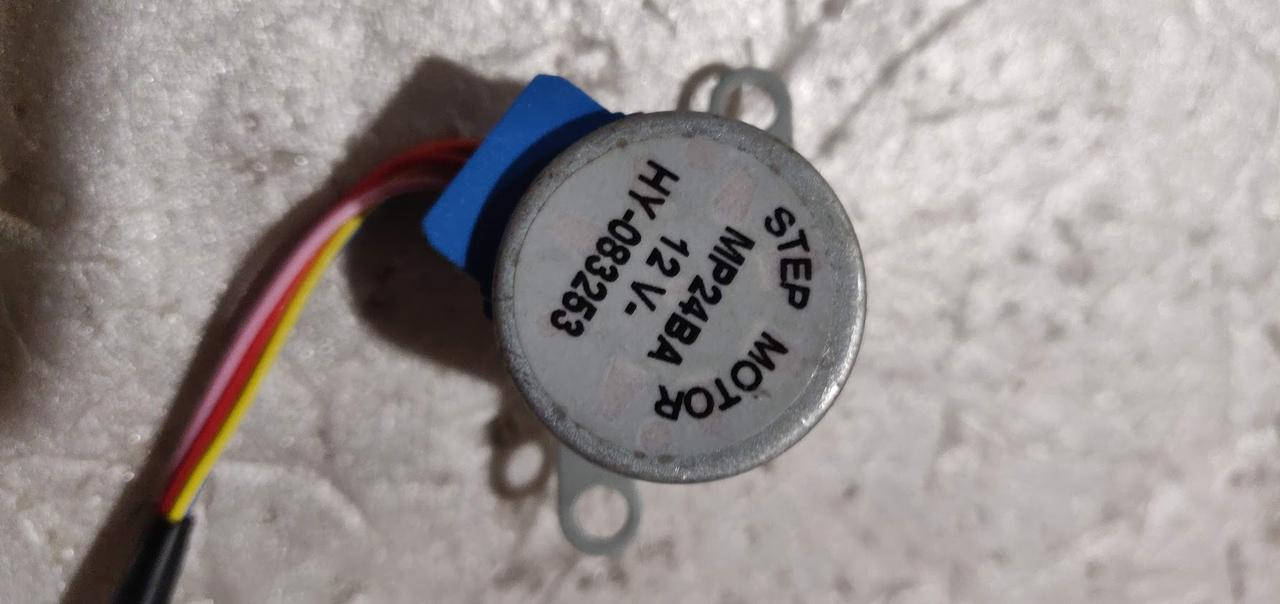 STEP MOTOR
MP24BA
12 V-
HY-083253